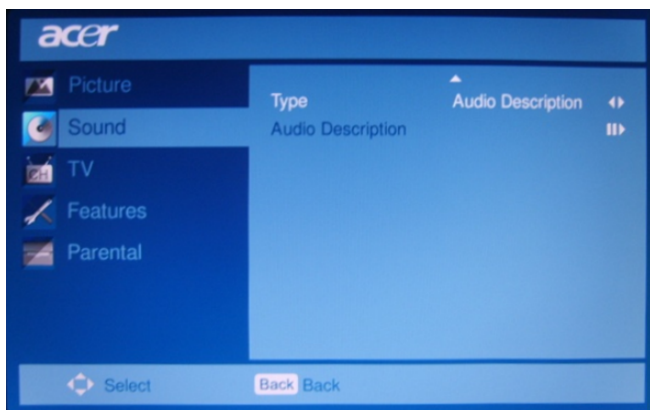 acer
Picture
Sound
TV
Features
Parental
Type Audio Description
Audio Description
Select
Back Back